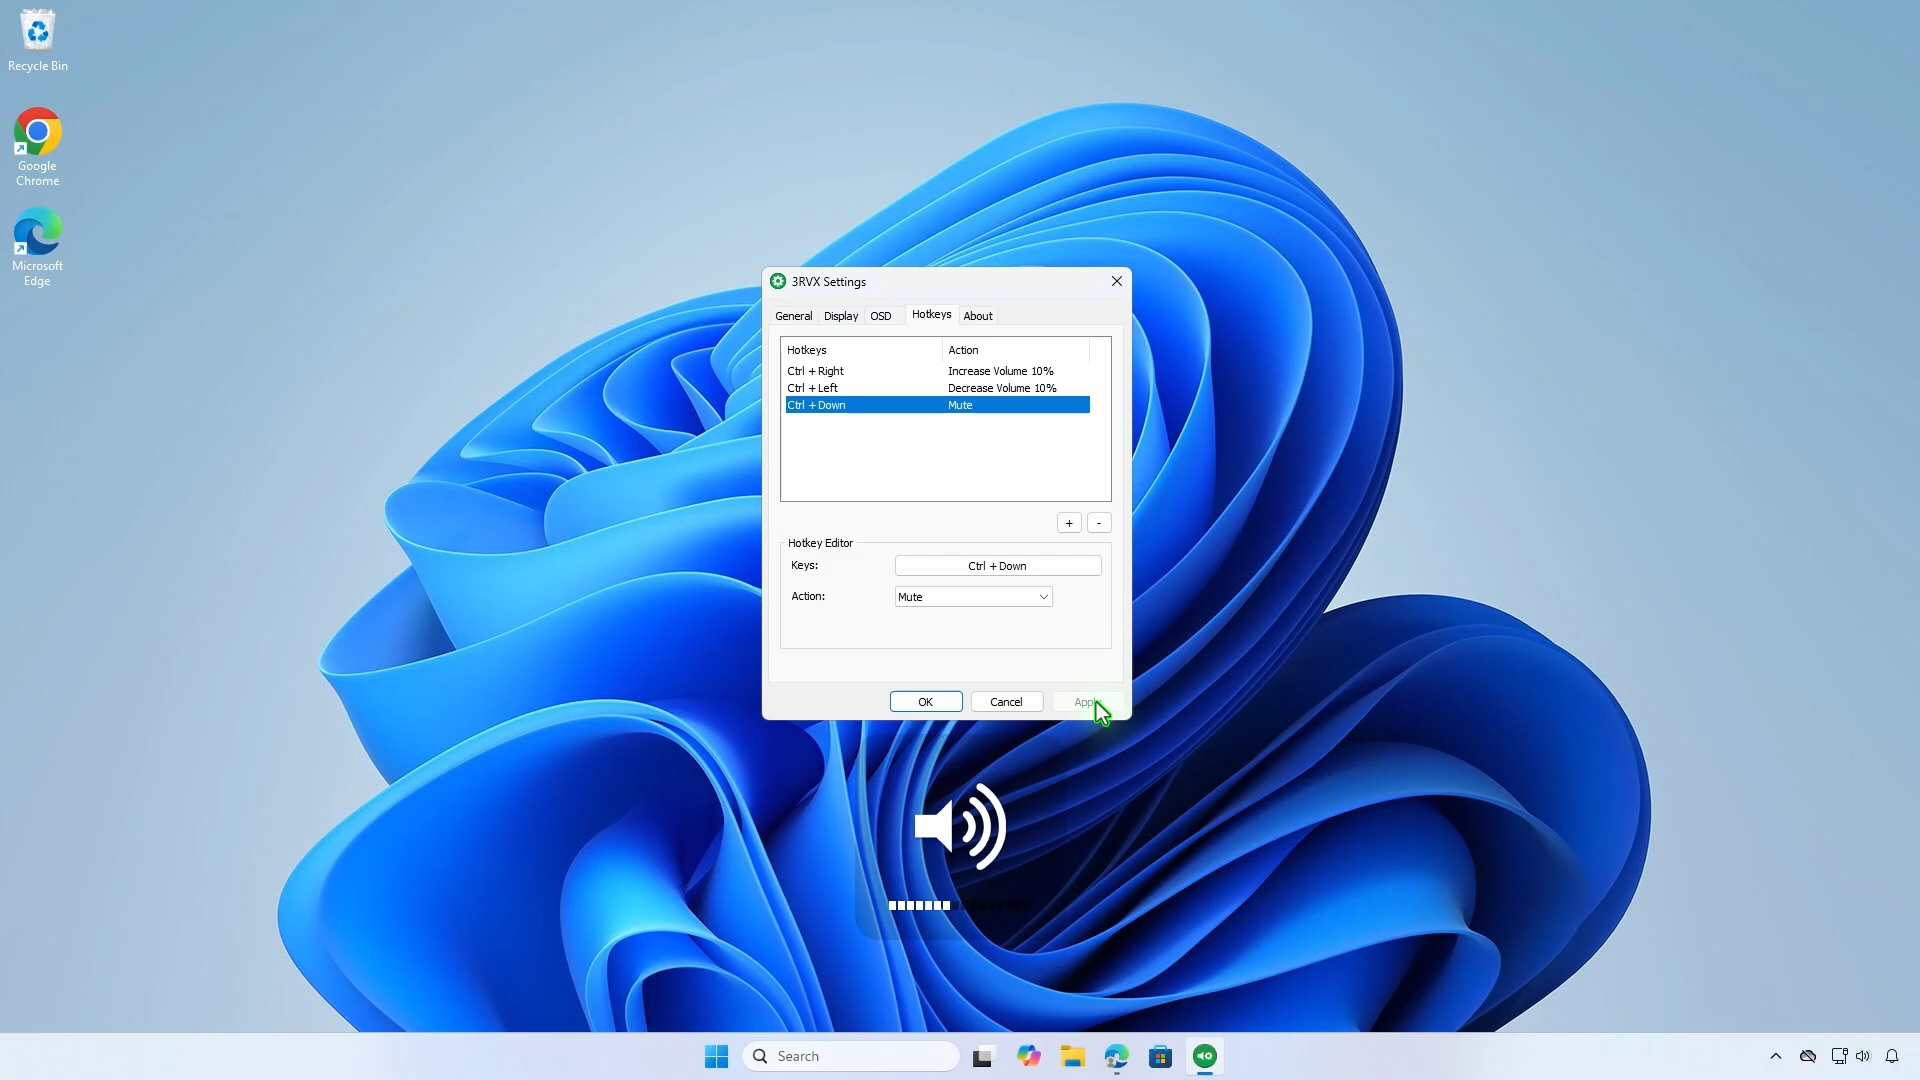 Recycle Bin
Google
Chrome
Microsoft
Edge
3RVX Settings
General Display OSD Hotkeys About
Hotkeys Action
Ctrl + Right Increase Volume 10%
Ctrl + Left Decrease Volume 10%
Ctrl + Down Mute
+ -
Hotkey Editor
Keys: Ctrl + Down
Action: Mute
OK Cancel
Search